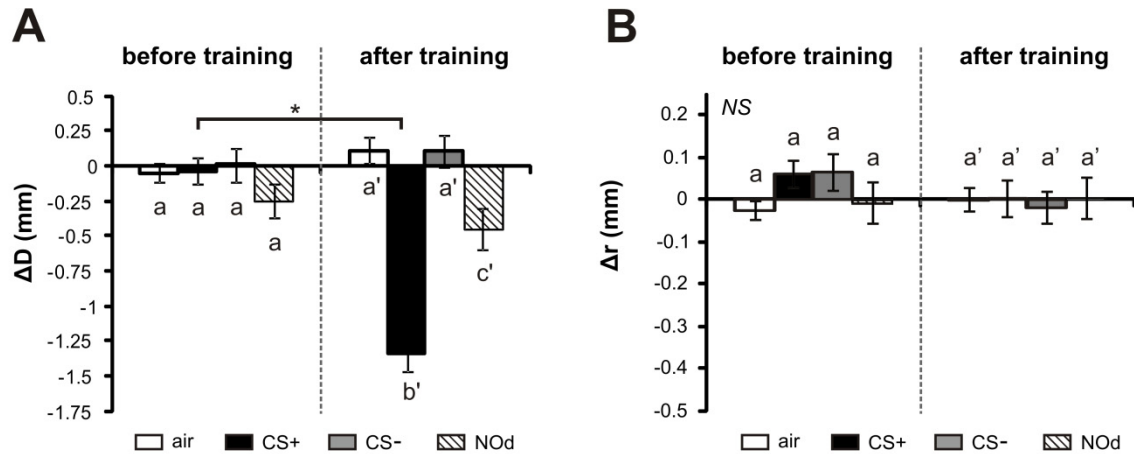 A
before training
after training
0.5
0.25
0
-0.25
-0.5
-0.75
-1
-1.25
-1.5
-1.75
ΔD (mm)
*
a
a
a
a
a'
b'
a'
c'
air
CS+
CS-
NOd
B
before training
after training
0.2
0.1
0
-0.1
-0.2
-0.3
-0.4
-0.5
Δr (mm)
NS
a
a
a
a
a’
a’
a’
a’
air
CS+
CS-
NOd